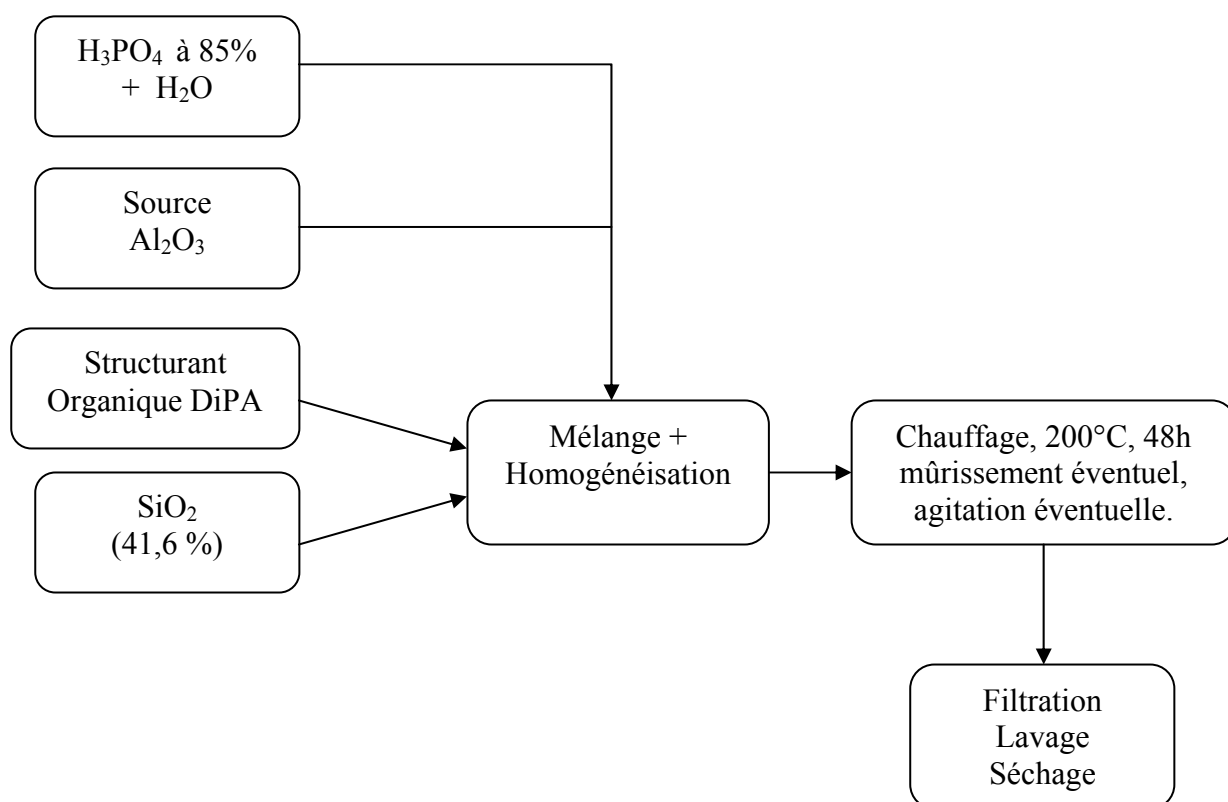 H₃PO₄ à 85%
+ H₂O
Source
Al₂O₃
Structurant
Organique DiPA
SiO₂
(41,6 %)
Mélange +
Homogénéisation
Chauffage, 200°C, 48h
mûrissement éventuel,
agitation éventuelle.
Filtration
Lavage
Séchage